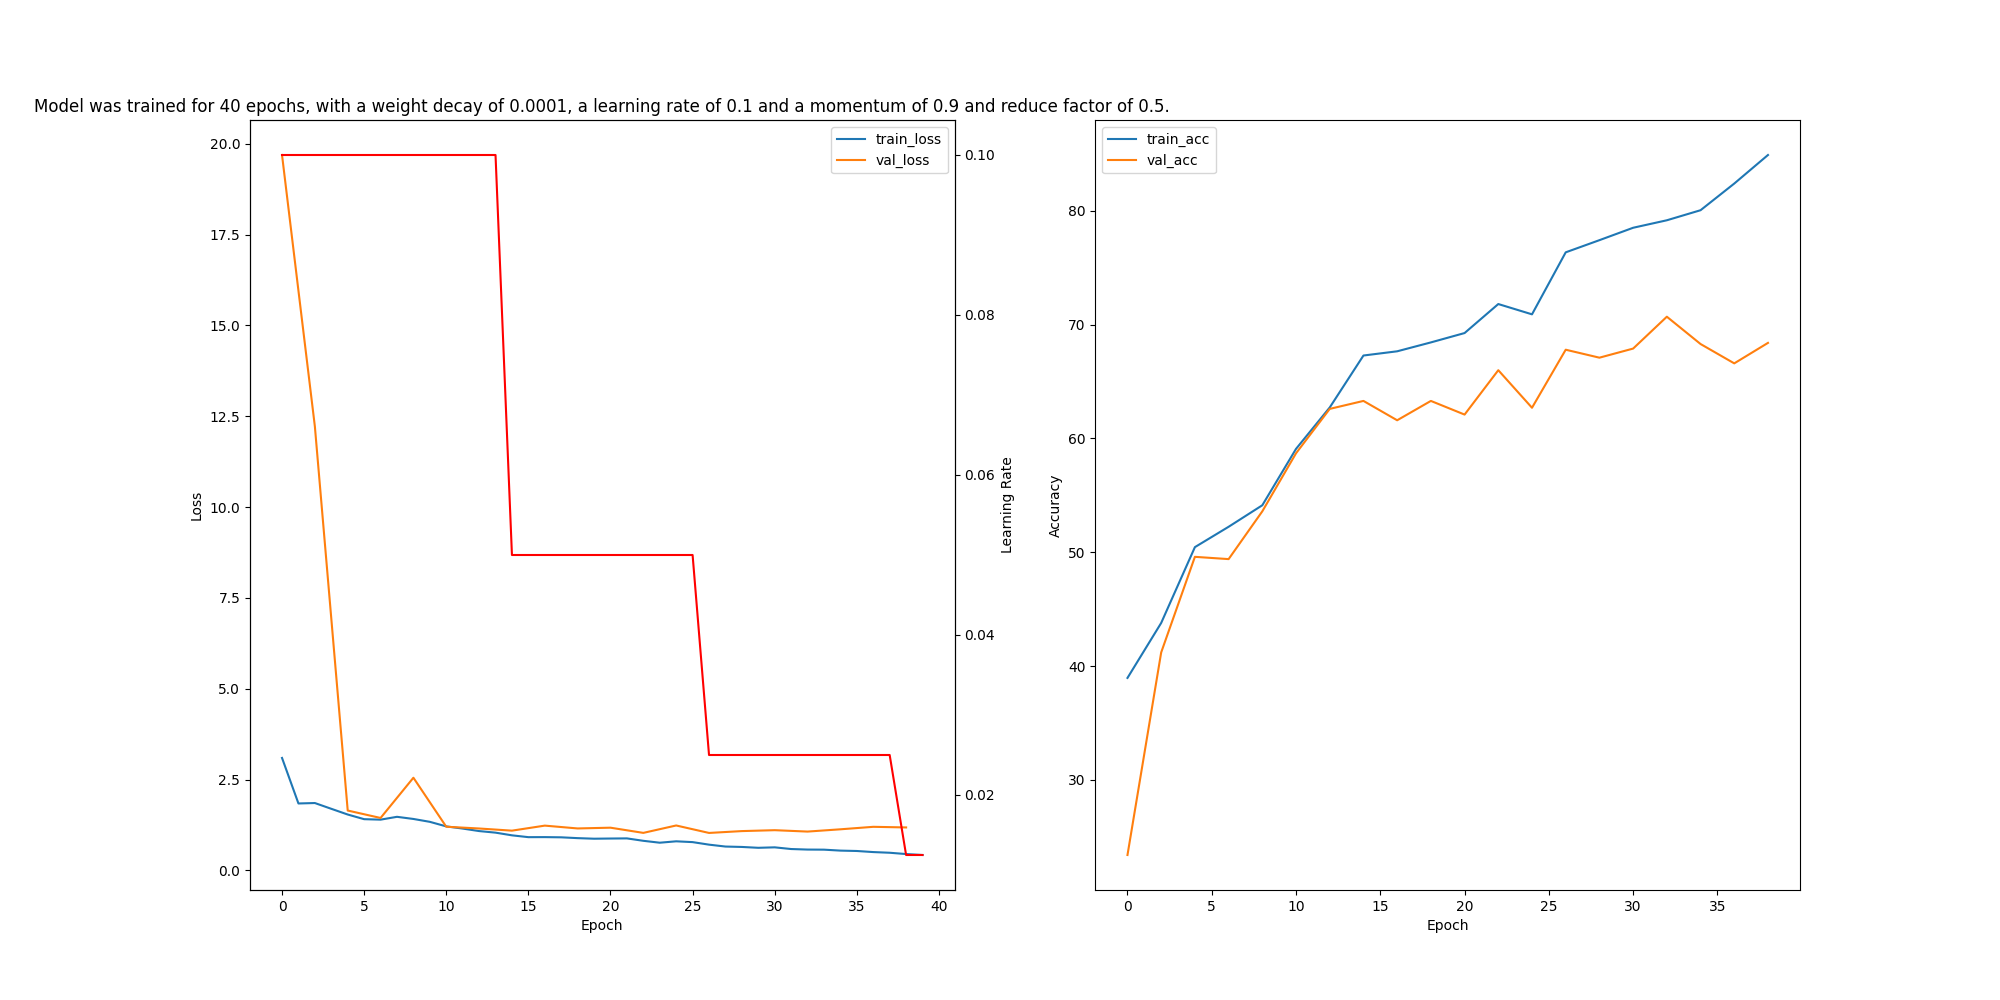 Model was trained for 40 epochs, with a weight decay of 0.0001, a learning rate of 0.1 and a momentum of 0.9 and reduce factor of 0.5.
train_loss
val_loss
20.0
17.5
15.0
12.5
10.0
7.5
5.0
2.5
0.0
Loss
0 5 10 15 20 25 30 35 40
Epoch
0.10
0.08
0.06
0.04
0.02
Learning Rate
train_acc
val_acc
80
70
60
50
40
30
Accuracy
0 5 10 15 20 25 30 35
Epoch